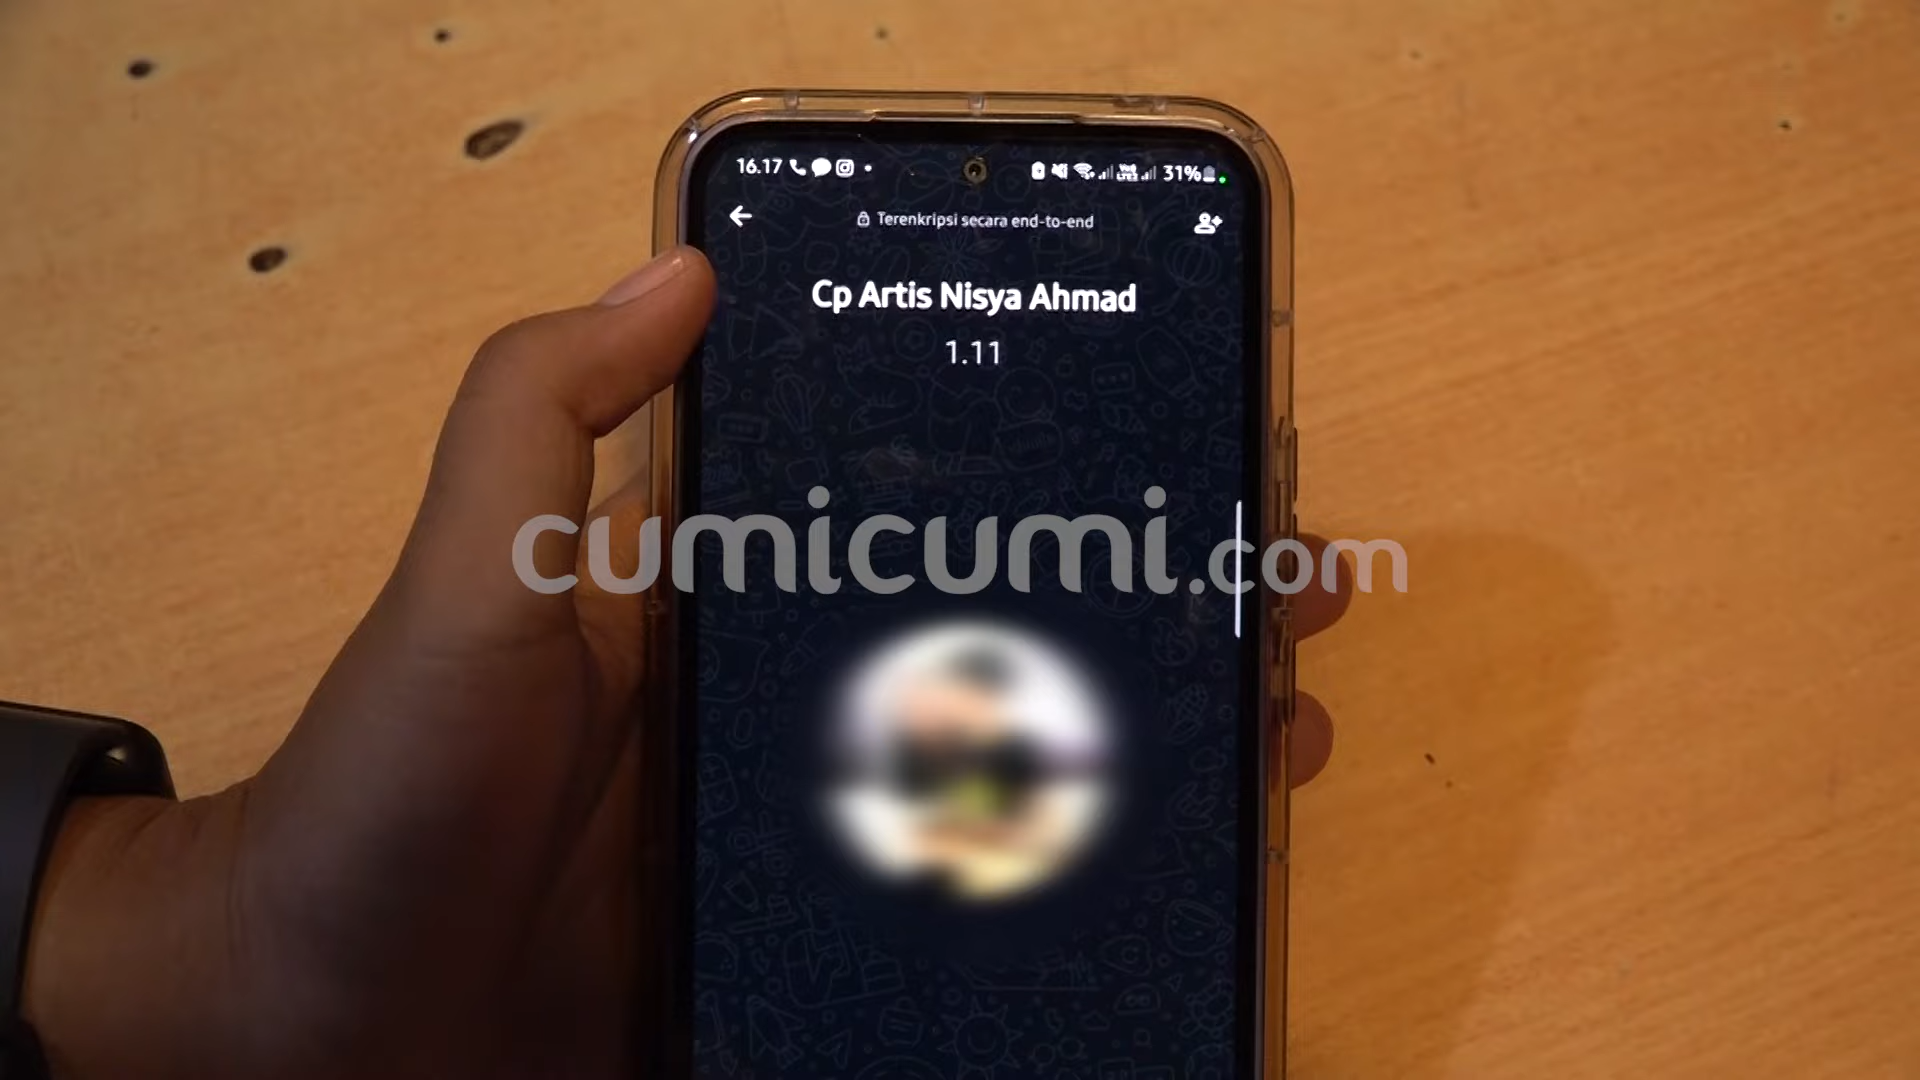 16.17
31%
Terenkripsi secara end-to-end
Cp Artis Nisya Ahmad
1.11
cumicumi.com